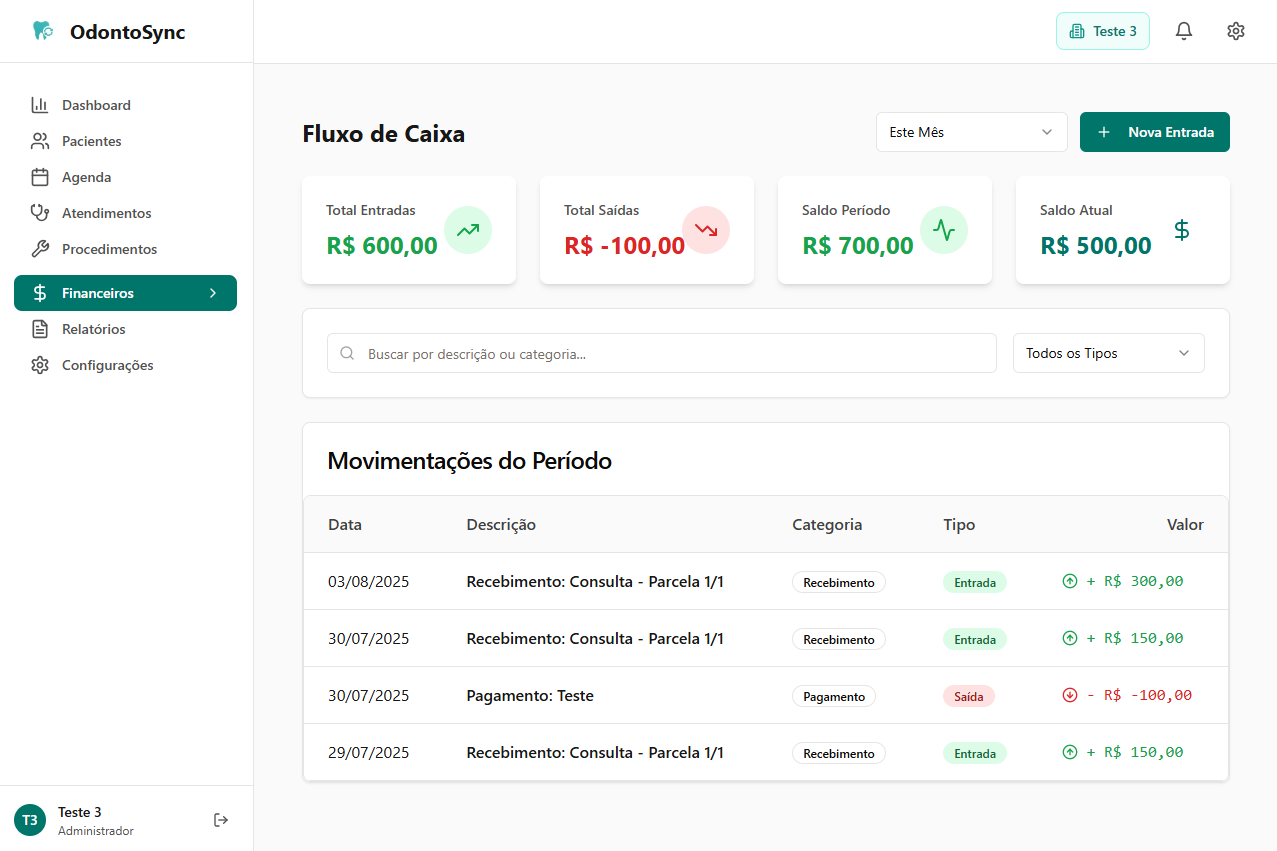 OdontoSync
Teste 3
Dashboard
Pacientes
Agenda
Atendimentos
Procedimentos
Financeiros
Relatórios
Configurações
T3
Teste 3
Administrador
Fluxo de Caixa
Este Mês
+ Nova Entrada
Total Entradas
R$ 600,00
Total Saídas
R$ -100,00
Saldo Período
R$ 700,00
Saldo Atual
R$ 500,00
$
Buscar por descrição ou categoria...
Todos os Tipos
Movimentações do Período
Data Descrição Categoria Tipo Valor
03/08/2025 Recebimento: Consulta - Parcela 1/1 Recebimento Entrada + R$ 300,00
30/07/2025 Recebimento: Consulta - Parcela 1/1 Recebimento Entrada + R$ 150,00
30/07/2025 Pagamento: Teste Pagamento Saída - R$ -100,00
29/07/2025 Recebimento: Consulta - Parcela 1/1 Recebimento Entrada + R$ 150,00